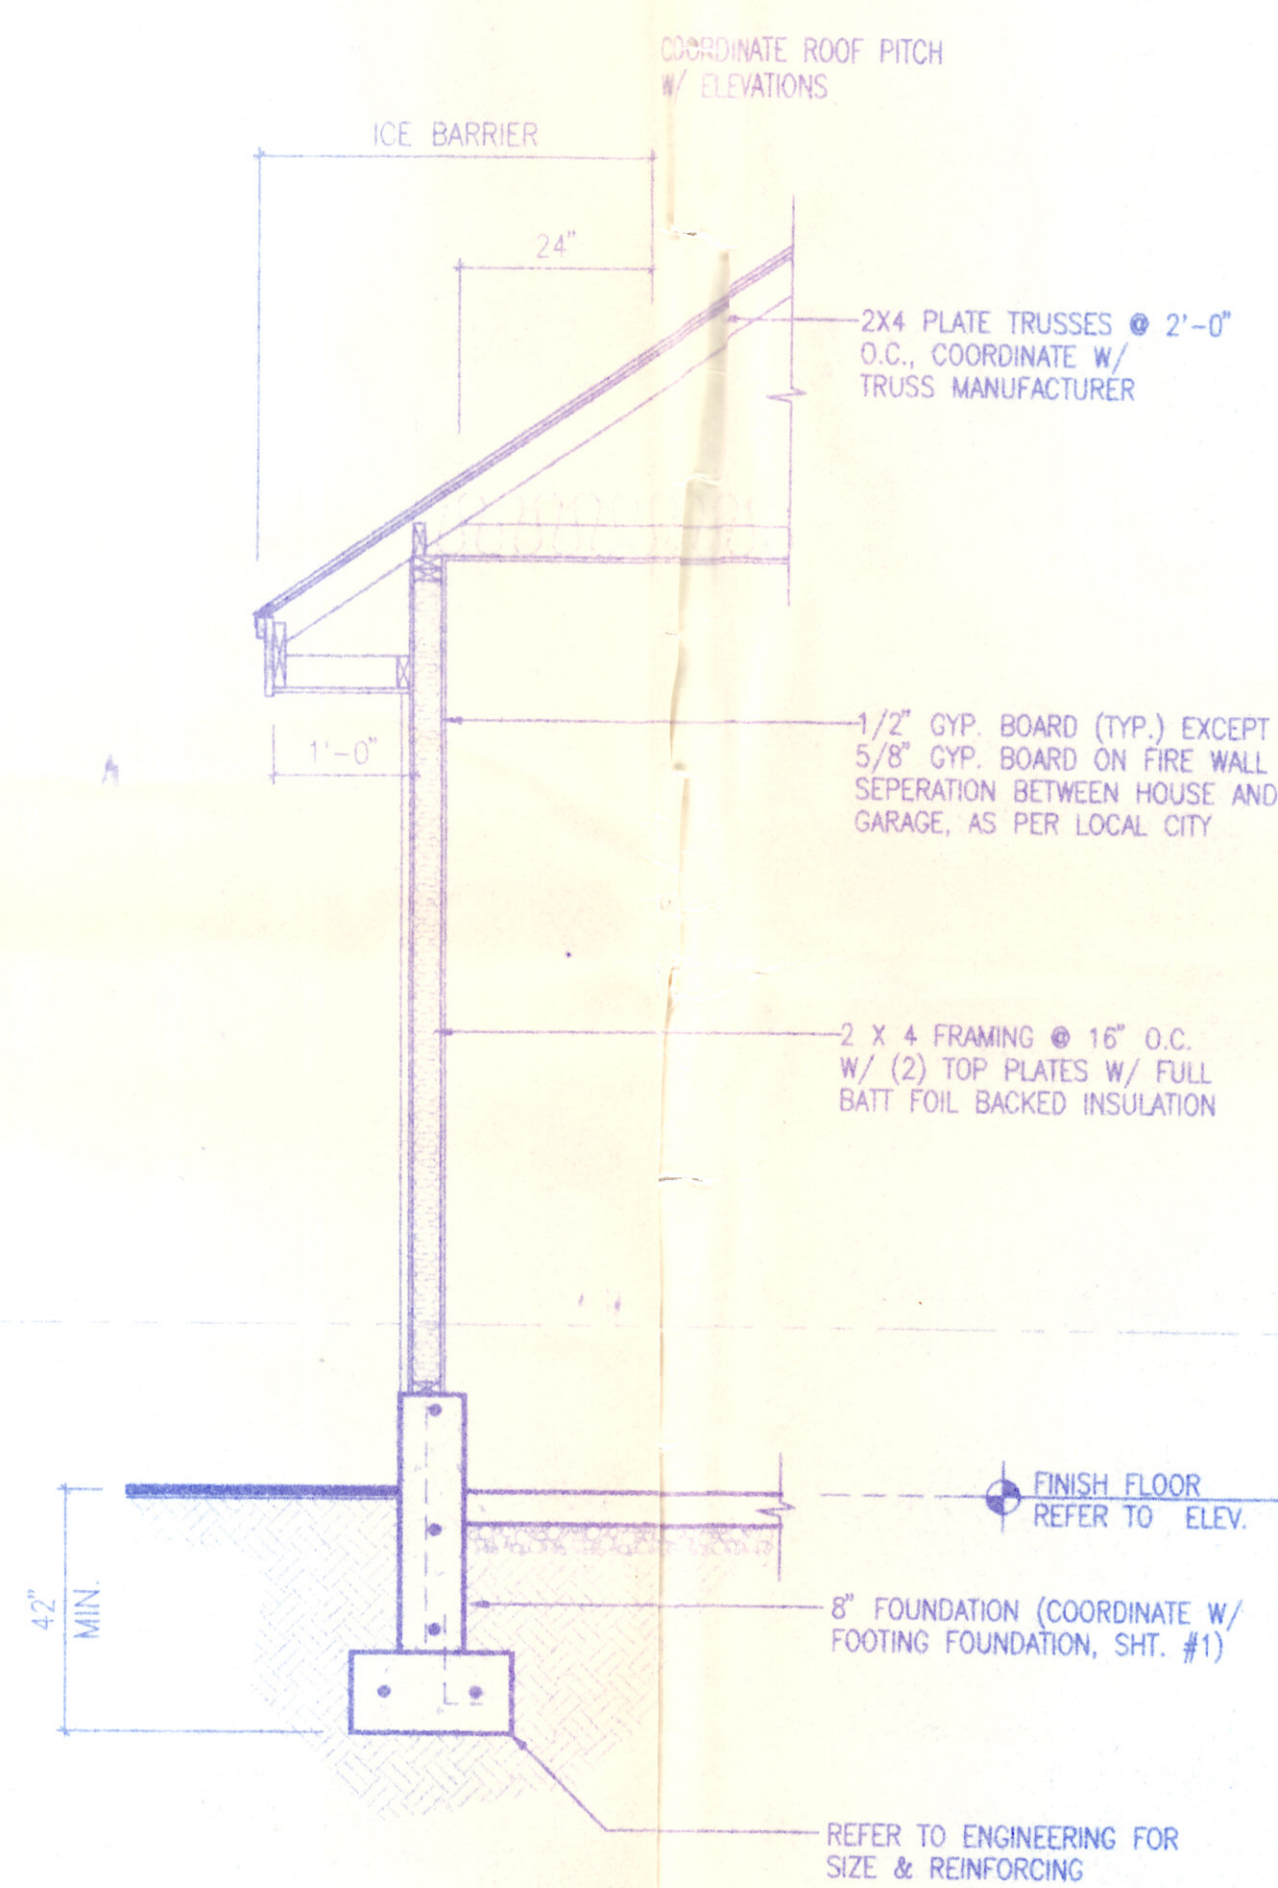 COORDINATE ROOF PITCH
W/ ELEVATIONS
ICE BARRIER
24"
2X4 PLATE TRUSSES @ 2'-0"
O.C., COORDINATE W/
TRUSS MANUFACTURER
1/2" GYP. BOARD (TYP.) EXCEPT
5/8" GYP. BOARD ON FIRE WALL
SEPERATION BETWEEN HOUSE AND
GARAGE, AS PER LOCAL CITY
1'-0"
2 X 4 FRAMING @ 16" O.C.
W/ (2) TOP PLATES W/ FULL
BATT FOIL BACKED INSULATION
FINISH FLOOR
REFER TO ELEV.
42"
MIN.
8" FOUNDATION (COORDINATE W/
FOOTING FOUNDATION, SHT. #1)
REFER TO ENGINEERING FOR
SIZE & REINFORCING